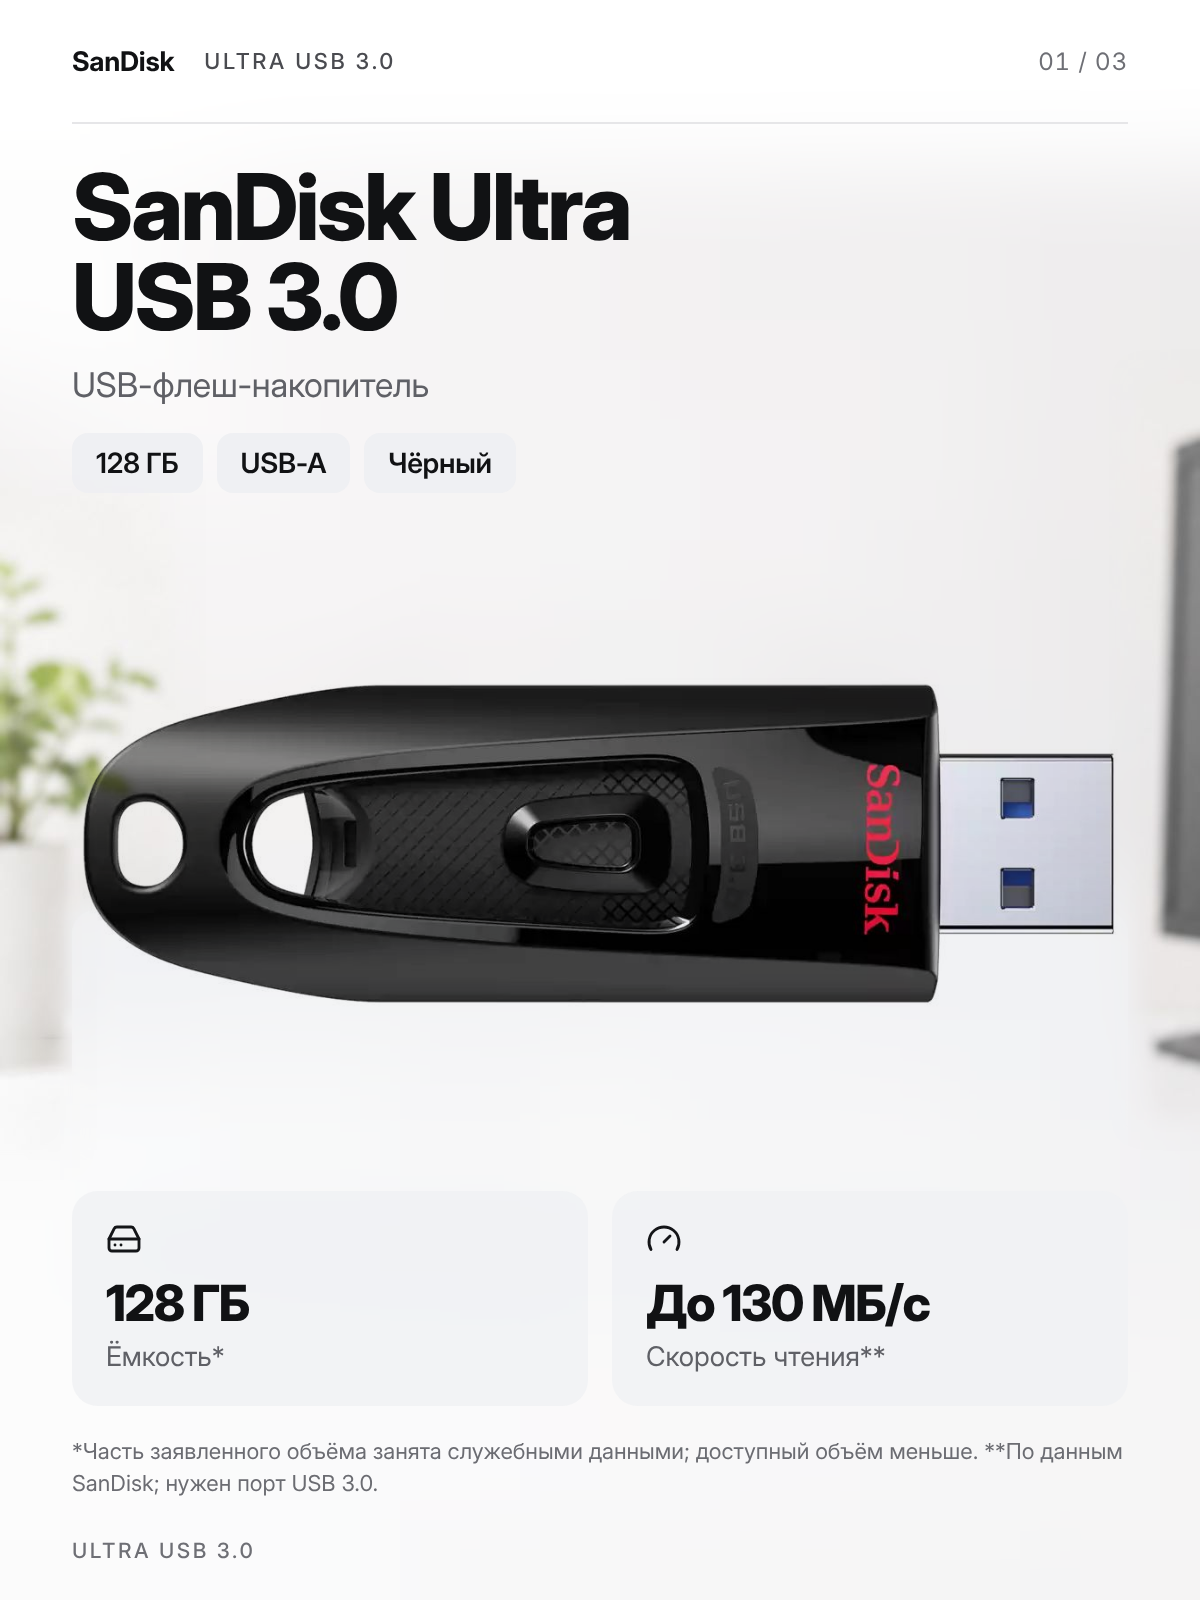 SanDisk ULTRA USB 3.0 01 / 03
SanDisk Ultra
USB 3.0
USB-флеш-накопитель
128 ГБ USB-A Чёрный
SanDisk
128 ГБ
Ёмкость*
До 130 МБ/с
Скорость чтения**
*Часть заявленного объёма занята служебными данными; доступный объём меньше. **По данным
SanDisk; нужен порт USB 3.0.
ULTRA USB 3.0